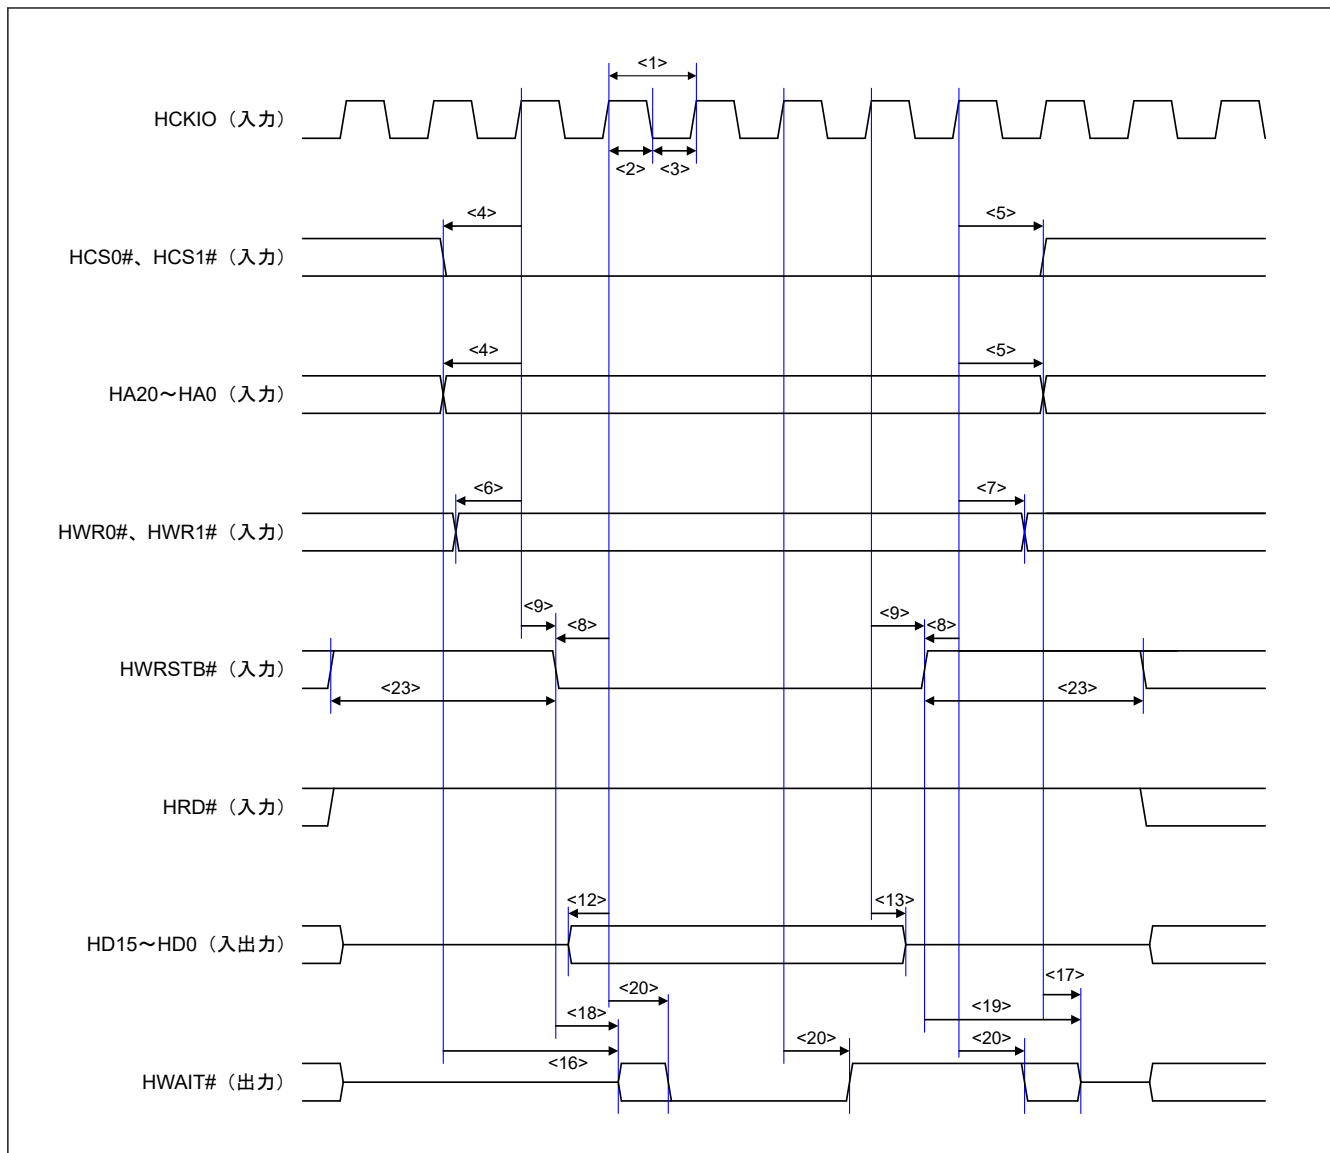 <1>
HCKIO（入力）
<2> <3>
<4> <5>
HCS0#、HCS1#（入力）
<4> <5>
HA20～HA0（入力）
<6> <7>
HWR0#、HWR1#（入力）
<9> <8> <9> <8>
HWRSTB#（入力）
<23> <23>
HRD#（入力）
<12> <13>
HD15～HD0（入出力）
<17>
<20>
<18> <19>
<20> <20>
<16>
HWAIT#（出力）